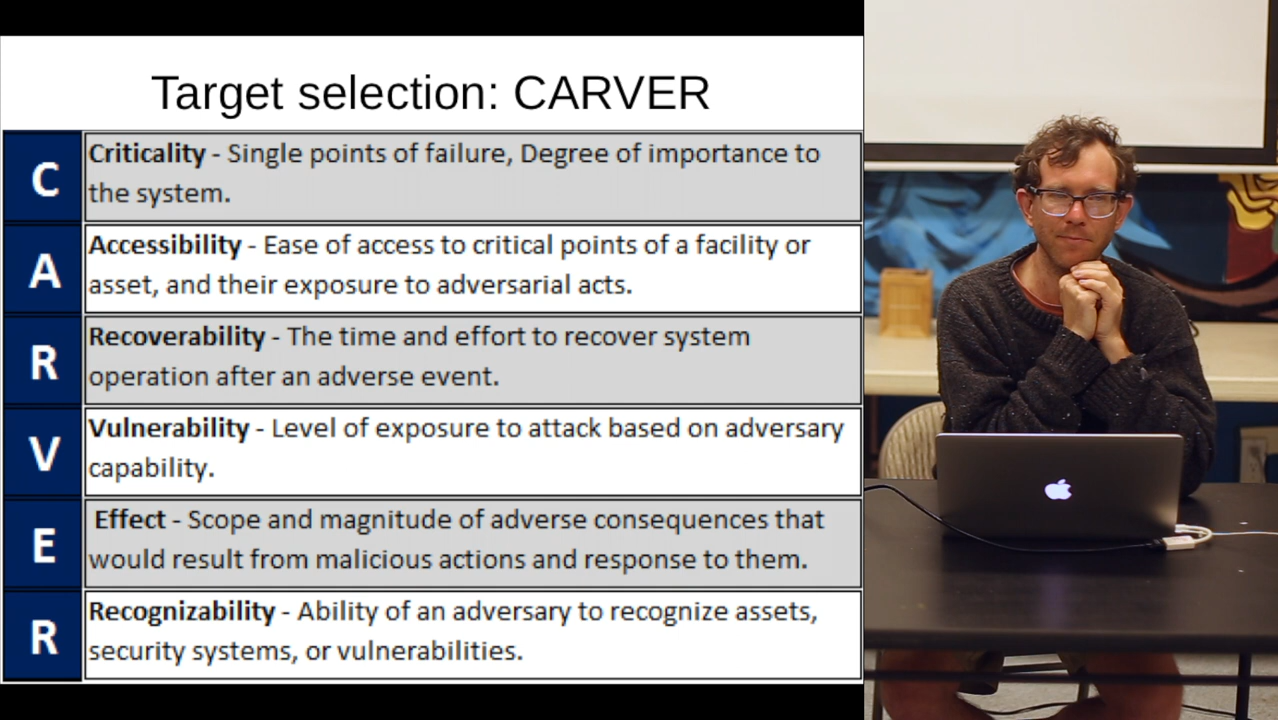 Target selection: CARVER
C
Criticality - Single points of failure, Degree of importance to
the system.
A
Accessibility - Ease of access to critical points of a facility or
asset, and their exposure to adversarial acts.
R
Recoverability - The time and effort to recover system
operation after an adverse event.
V
Vulnerability - Level of exposure to attack based on adversary
capability.
E
Effect - Scope and magnitude of adverse consequences that
would result from malicious actions and response to them.
R
Recognizability - Ability of an adversary to recognize assets,
security systems, or vulnerabilities.